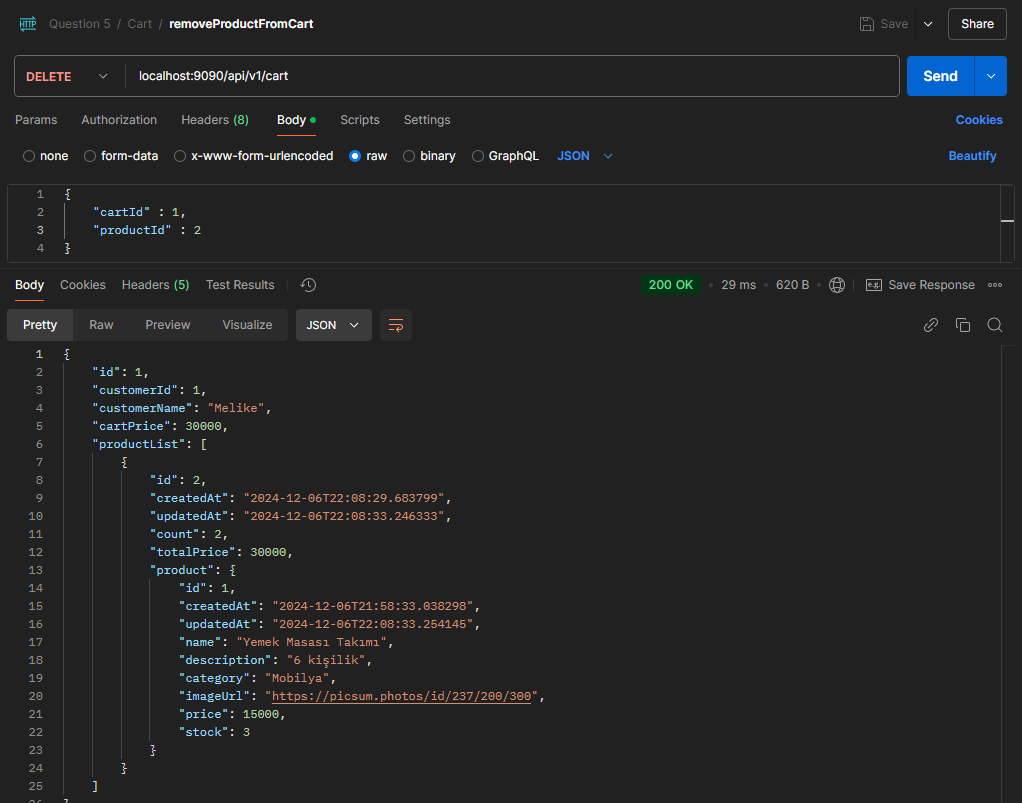 HTTP Question 5 / Cart / removeProductFromCart Save Share
DELETE localhost:9090/api/v1/cart Send
Params Authorization Headers (8) Body Scripts Settings Cookies
none form-data x-www-form-urlencoded raw binary GraphQL JSON Beautify
1 {
2 "cartId" : 1,
3 "productId" : 2
4 }
Body Cookies Headers (5) Test Results 200 OK 29 ms 620 B e.g. Save Response
Pretty Raw Preview Visualize JSON
1 {
2 "id": 1,
3 "customerId": 1,
4 "customerName": "Melike",
5 "cartPrice": 30000,
6 "productList": [
7 {
8 "id": 2,
9 "createdAt": "2024-12-06T22:08:29.683799",
10 "updatedAt": "2024-12-06T22:08:33.246333",
11 "count": 2,
12 "totalPrice": 30000,
13 "product": {
14 "id": 1,
15 "createdAt": "2024-12-06T21:58:33.038298",
16 "updatedAt": "2024-12-06T22:08:33.254145",
17 "name": "Yemek Masası Takımı",
18 "description": "6 kişilik",
19 "category": "Mobilya",
20 "imageUrl": "https://picsum.photos/id/237/200/300",
21 "price": 15000,
22 "stock": 3
23 }
24 }
25 ]